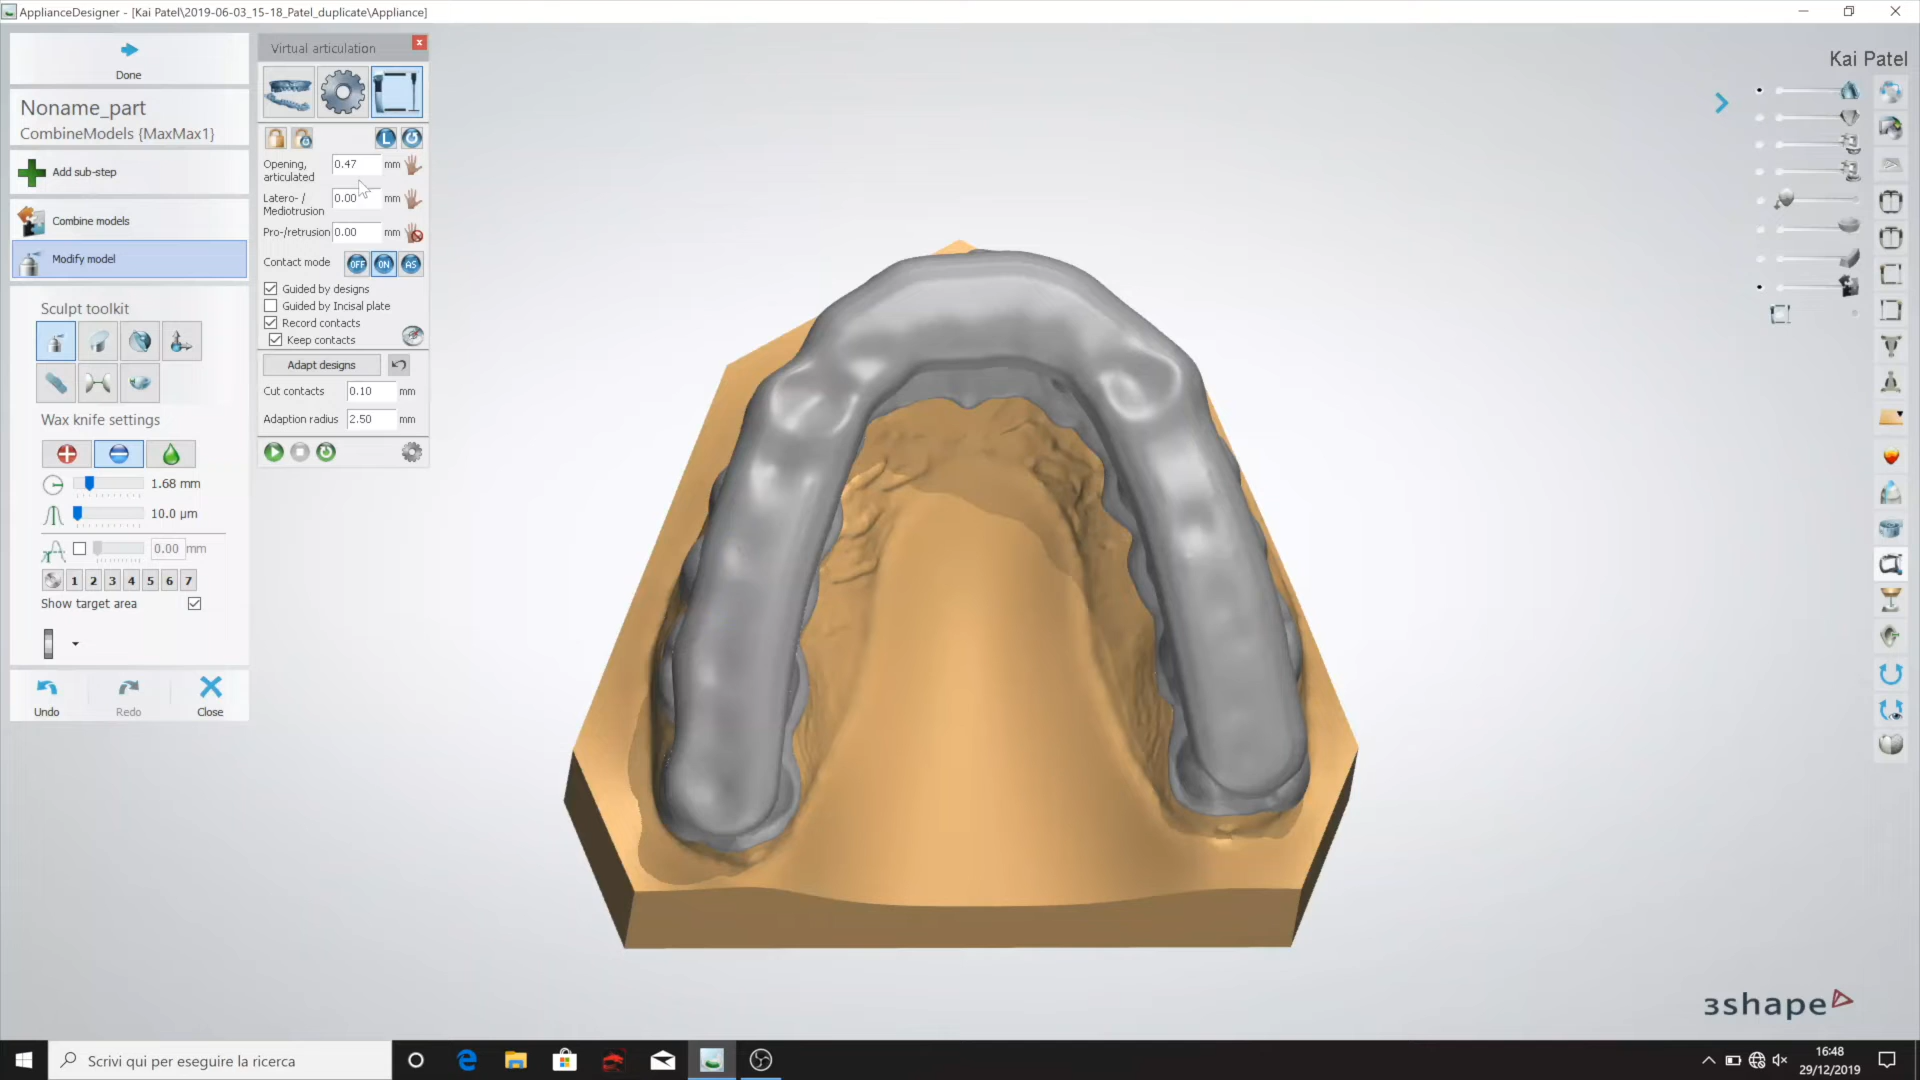 ApplianceDesigner - [Kai Patel\2019-06-03_15-18_Patel_duplicate\Appliance]
Done
Noname_part
CombineModels {MaxMax1}
Add sub-step
Combine models
Modify model
Sculpt toolkit
Wax knife settings
1.68 mm
10.0 µm
0.00 mm
1 2 3 4 5 6 7
Show target area
Undo Redo Close
Virtual articulation
L
Opening, articulated 0.47 mm
Latero- / Mediotrusion 0.00 mm
Pro-/retrusion 0.00 mm
Contact mode OFF ON AS
Guided by designs
Guided by Incisal plate
Record contacts
Keep contacts
Adapt designs
Cut contacts 0.10 mm
Adaption radius 2.50 mm
Kai Patel
3shape
Scrivi qui per eseguire la ricerca
16:48
29/12/2019